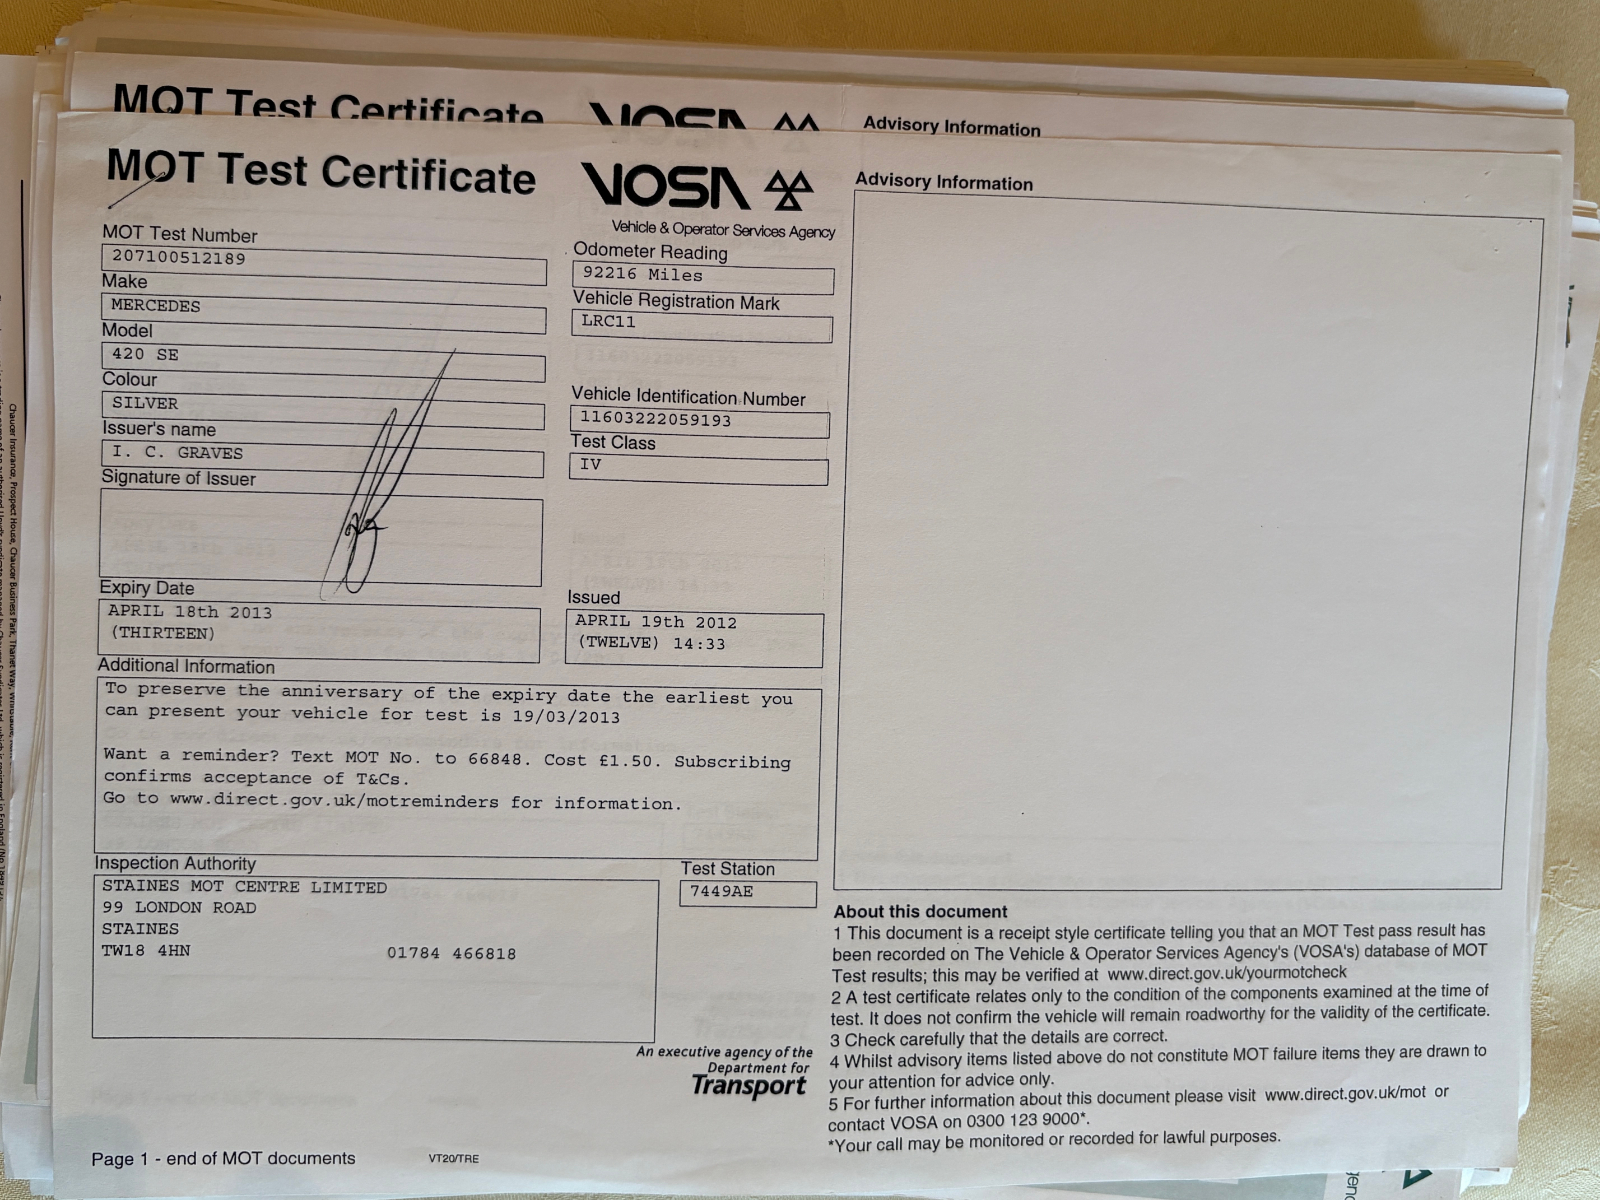 MOT Test Certificate
VOSA
Advisory Information
MOT Test Certificate
VOSA
Vehicle & Operator Services Agency
Advisory Information
MOT Test Number
207100512189
Odometer Reading
92216 Miles
Make
MERCEDES
Vehicle Registration Mark
LRC11
Model
420 SE
Colour
SILVER
Vehicle Identification Number
11603222059193
Issuer's name
I. C. GRAVES
Test Class
IV
Signature of Issuer
Expiry Date
APRIL 18th 2013
(THIRTEEN)
Issued
APRIL 19th 2012
(TWELVE) 14:33
Additional Information
To preserve the anniversary of the expiry date the earliest you
can present your vehicle for test is 19/03/2013
Want a reminder? Text MOT No. to 66848. Cost £1.50. Subscribing
confirms acceptance of T&Cs.
Go to www.direct.gov.uk/motreminders for information.
Inspection Authority
STAINES MOT CENTRE LIMITED
99 LONDON ROAD
STAINES
TW18 4HN 01784 466818
Test Station
7449AE
An executive agency of the
Department for
Transport
Page 1 - end of MOT documents VT20/TRE
About this document
1 This document is a receipt style certificate telling you that an MOT Test pass result has
been recorded on The Vehicle & Operator Services Agency's (VOSA's) database of MOT
Test results; this may be verified at www.direct.gov.uk/yourmotcheck
2 A test certificate relates only to the condition of the components examined at the time of
test. It does not confirm the vehicle will remain roadworthy for the validity of the certificate.
3 Check carefully that the details are correct.
4 Whilst advisory items listed above do not constitute MOT failure items they are drawn to
your attention for advice only.
5 For further information about this document please visit www.direct.gov.uk/mot or
contact VOSA on 0300 123 9000*.
*Your call may be monitored or recorded for lawful purposes.
Chaucer Insurance, Prospect House, Chaucer Business Park, Thanet Way,